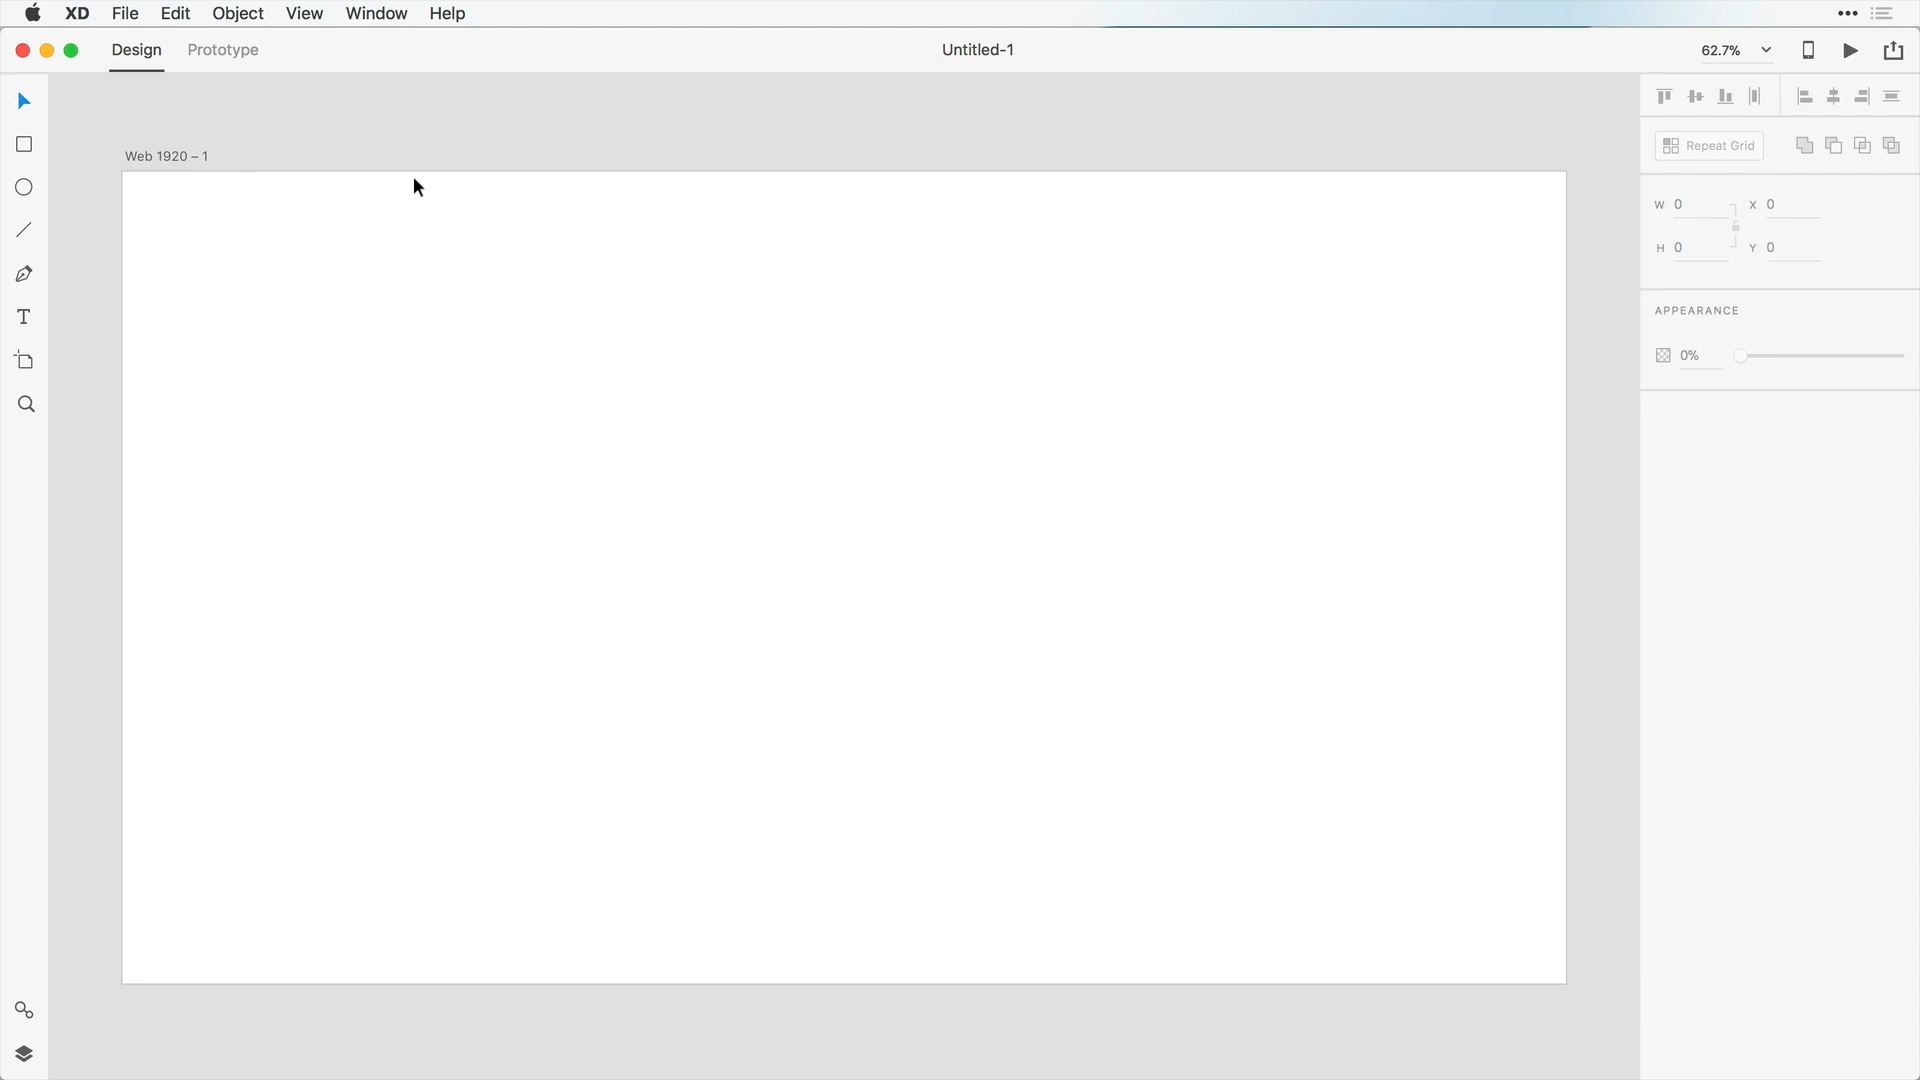 XD File Edit Object View Window Help
Design Prototype Untitled-1 62.7%
Web 1920 – 1
Repeat Grid
W 0 X 0
H 0 Y 0
APPEARANCE
0%